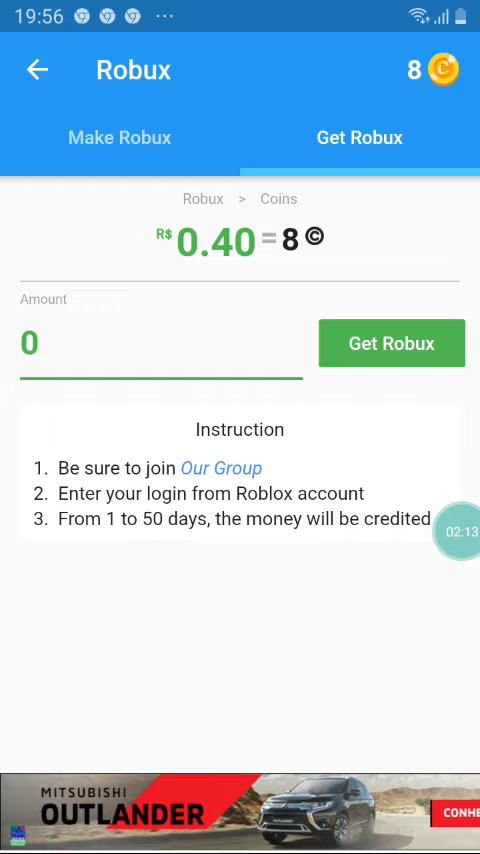 19:56
Robux 8
Make Robux Get Robux
Robux > Coins
R$ 0.40 = 8 ©
Amount
0 Get Robux
Instruction
1. Be sure to join Our Group
2. Enter your login from Roblox account
3. From 1 to 50 days, the money will be credited
02:13
MITSUBISHI
OUTLANDER
CONHE